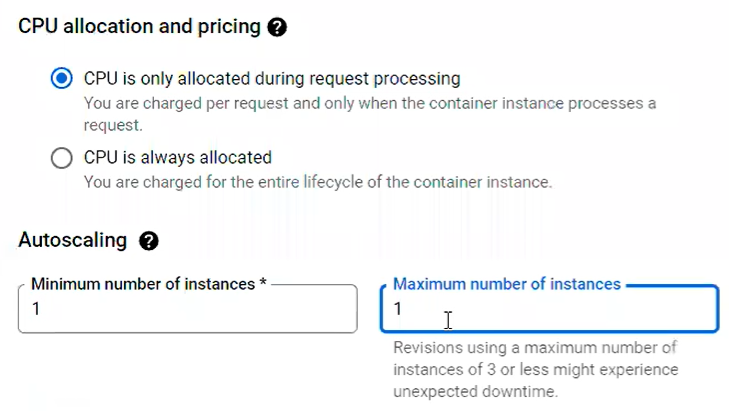 CPU allocation and pricing ?
CPU is only allocated during request processing
You are charged per request and only when the container instance processes a
request.
CPU is always allocated
You are charged for the entire lifecycle of the container instance.
Autoscaling ?
Minimum number of instances * Maximum number of instances
1 1
Revisions using a maximum number of
instances of 3 or less might experience
unexpected downtime.